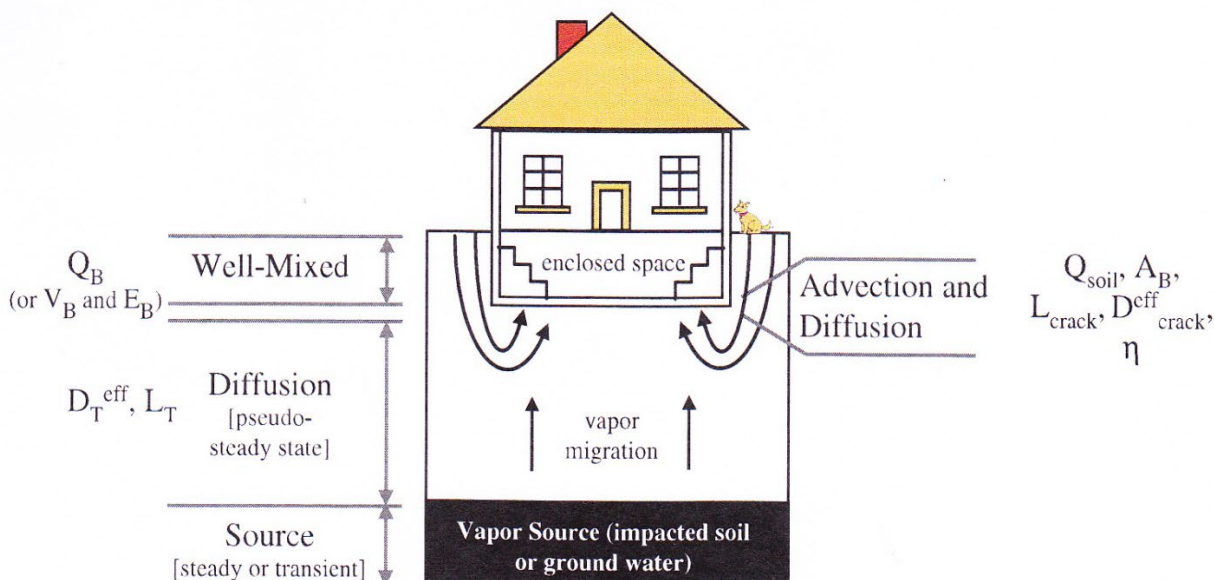 Q_B
(or V_B and E_B)
Well-Mixed
enclosed space
Advection and
Diffusion
Q_soil, A_B,
L_crack, D^eff_crack,
η
D_T^eff, L_T
Diffusion
[pseudo-
steady state]
vapor
migration
Source
[steady or transient]
Vapor Source (impacted soil
or ground water)